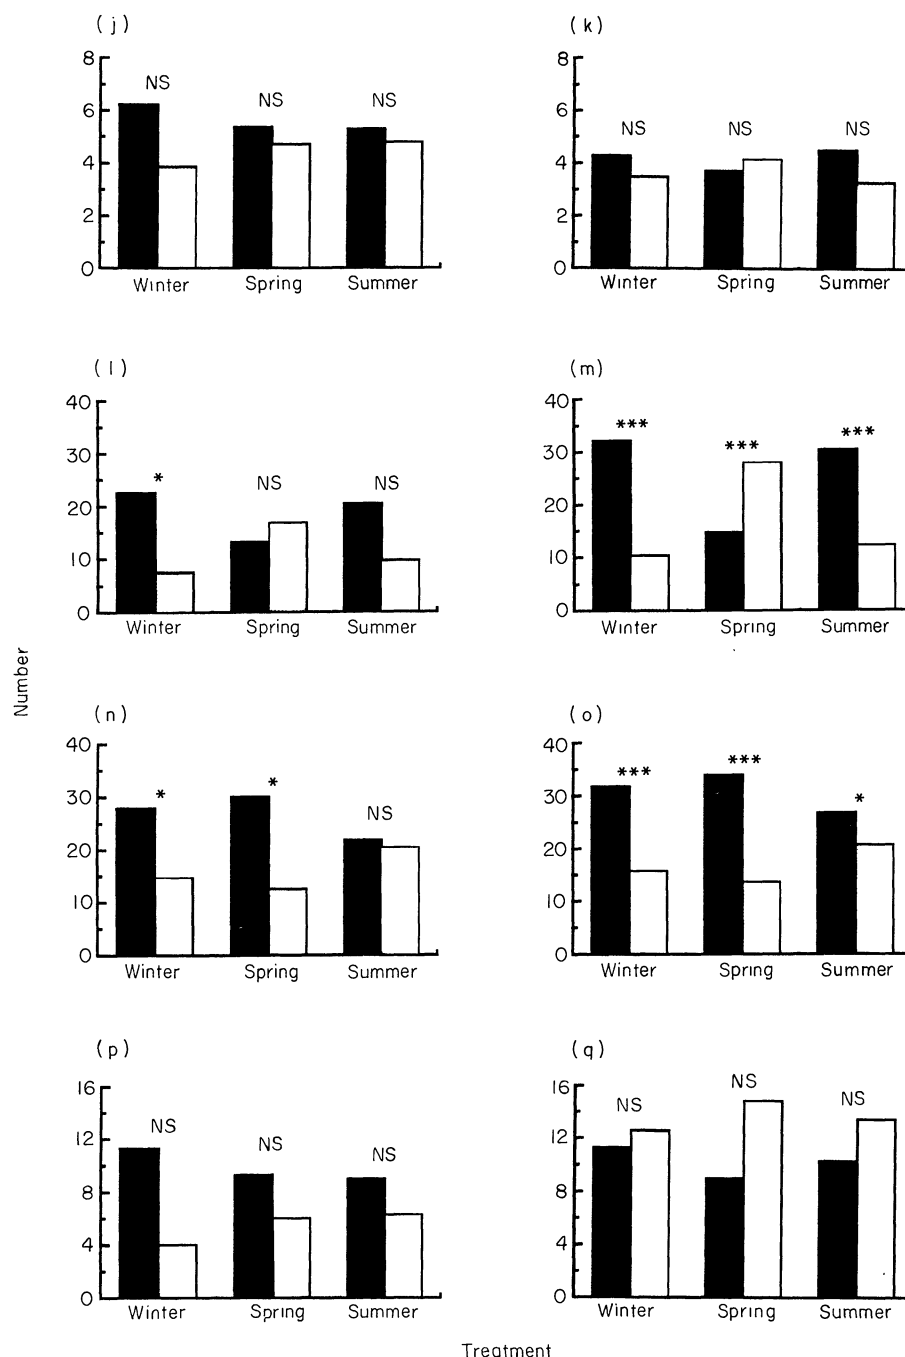 (j)
8
6
4
2
0
NS
NS
NS
Winter
Spring
Summer
(k)
8
6
4
2
0
NS
NS
NS
Winter
Spring
Summer
(l)
40
30
20
10
0
*
NS
NS
Winter
Spring
Summer
(m)
40
30
20
10
0
***
***
***
Winter
Spring
Summer
Number
(n)
40
30
20
10
0
*
*
NS
Winter
Spring
Summer
(o)
40
30
20
10
0
***
***
*
Winter
Spring
Summer
(p)
16
12
8
4
0
NS
NS
NS
Winter
Spring
Summer
(q)
16
12
8
4
0
NS
NS
NS
Winter
Spring
Summer
Treatment